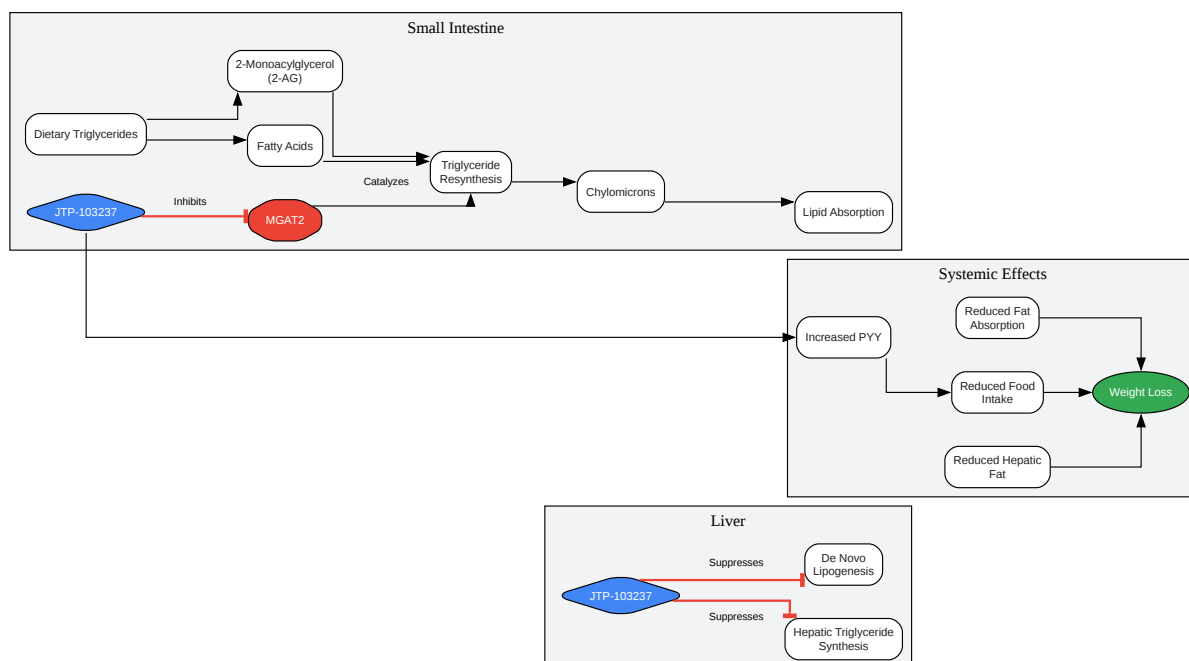 Small Intestine
2-Monoacylglycerol
(2-AG)
Dietary Triglycerides
Fatty Acids
Triglyceride
Resynthesis
Catalyzes
Chylomicrons
JTP-103237
Inhibits
MGAT2
Lipid Absorption
Systemic Effects
Reduced Fat
Absorption
Increased PYY
Reduced Food
Intake
Weight Loss
Reduced Hepatic
Fat
Liver
De Novo
Lipogenesis
Suppresses
JTP-103237
Suppresses
Hepatic Triglyceride
Synthesis